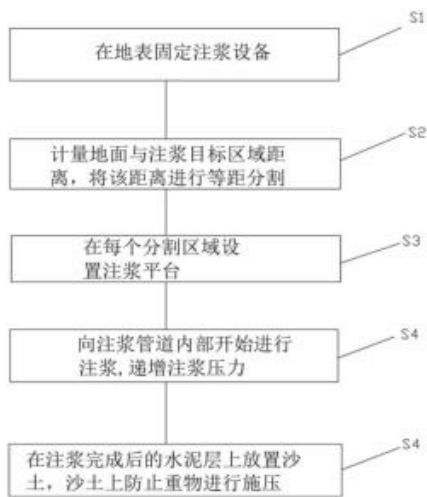 S1
在地表固定注浆设备
S2
计量地面与注浆目标区域距
离，将该距离进行等距分割
S3
在每个分割区域设
置注浆平台
S4
向注浆管道内部开始进行
注浆,递增注浆压力
S4
在注浆完成后的水泥层上放置沙
土，沙土上防止重物进行施压